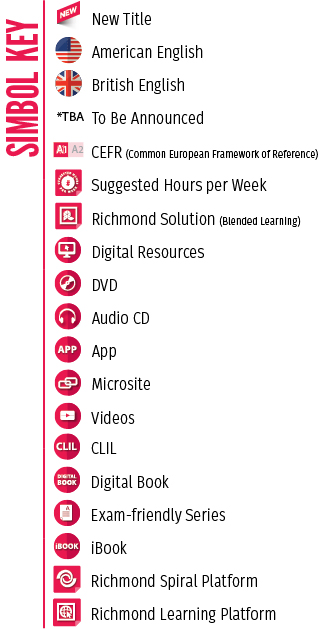 SIMBOL KEY
NEW New Title
American English
British English
*TBA To Be Announced
A1 A2 CEFR (Common European Framework of Reference)
Suggested Hours per Week
Richmond Solution (Blended Learning)
Digital Resources
DVD
Audio CD
APP App
Microsite
Videos
CLIL CLIL
DIGITAL BOOK Digital Book
A Exam-friendly Series
iBOOK iBook
Richmond Spiral Platform
Richmond Learning Platform